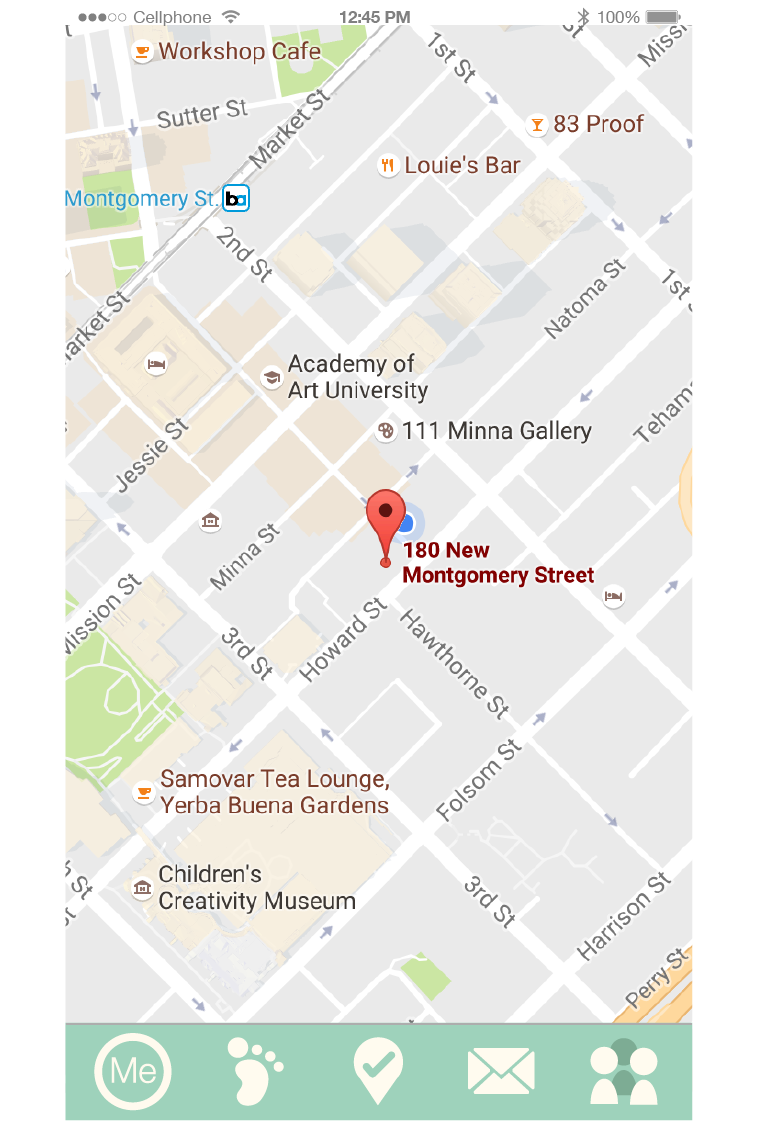 Cellphone
12:45 PM
100%
Workshop Cafe
1st St
Sutter St
Market St
83 Proof
Louie's Bar
Montgomery St.
ba
2nd St
1st
Natoma St
arket St
Academy of
Art University
111 Minna Gallery
Tehama
Jessie St
Minna St
180 New
Montgomery Street
Mission St
3rd St
Howard St
Hawthorne St
Samovar Tea Lounge,
Yerba Buena Gardens
Folsom St
Children's
Creativity Museum
3rd St
Harrison St
Perry St
Me